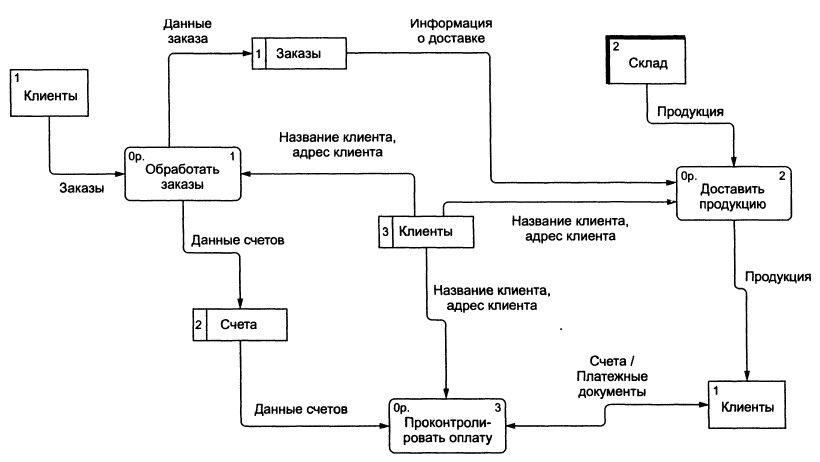 Данные
заказа
Информация
о доставке
1
Заказы
2
Склад
1
Клиенты
Продукция
Название клиента,
адрес клиента
0р.
1
Обработать
заказы
Заказы
0р.
2
Доставить
продукцию
3
Клиенты
Название клиента,
адрес клиента
Данные счетов
Продукция
Название клиента,
адрес клиента
2
Счета
Счета /
Платежные
документы
1
Клиенты
Данные счетов
0р.
3
Проконтроли-
ровать оплату